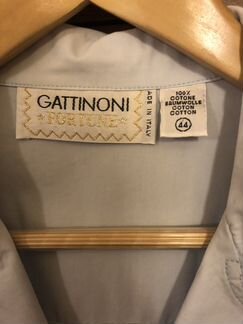 GATTINONI
FORTUNE
MADE IN ITALY
100%
COTONE
BAUMWOLLE
COTON
COTTON
44